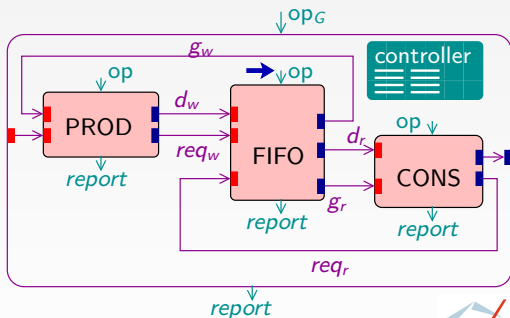 op_G
g_w
controller
op
op
d_w
PROD
req_w
FIFO
d_r
op
CONS
g_r
report
report
report
req_r
report